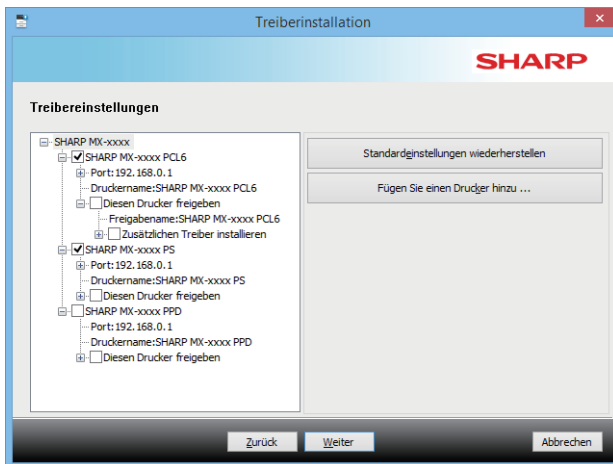 Treiberinstallation
SHARP
Treibereinstellungen
SHARP MX-xxxx
SHARP MX-xxxx PCL6
Port:192.168.0.1
Druckername:SHARP MX-xxxx PCL6
Diesen Drucker freigeben
Freigabename:SHARP MX-xxxx PCL6
Zusätzlichen Treiber installieren
SHARP MX-xxxx PS
Port:192.168.0.1
Druckername:SHARP MX-xxxx PS
Diesen Drucker freigeben
SHARP MX-xxxx PPD
Port:192.168.0.1
Druckername:SHARP MX-xxxx PPD
Diesen Drucker freigeben
Standardeinstellungen wiederherstellen
Fügen Sie einen Drucker hinzu ...
Zurück
Weiter
Abbrechen